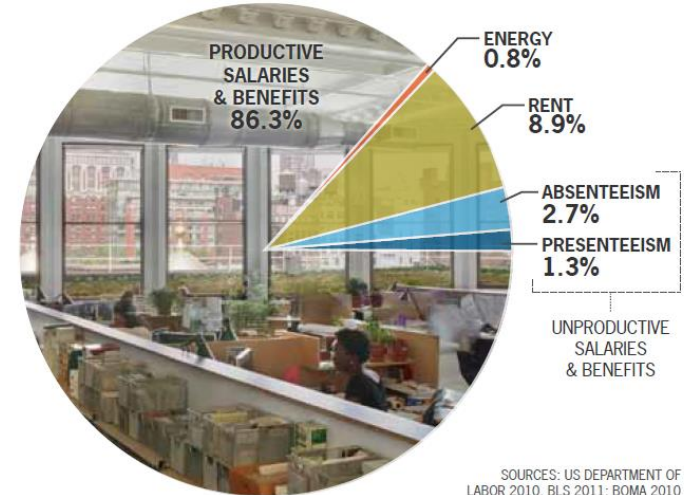 PRODUCTIVE
SALARIES
& BENEFITS
86.3%
ENERGY
0.8%
RENT
8.9%
ABSENTEEISM
2.7%
PRESENTEEISM
1.3%
UNPRODUCTIVE
SALARIES
& BENEFITS
SOURCES: US DEPARTMENT OF
LABOR 2010, BLS 2011; BOMA 2010